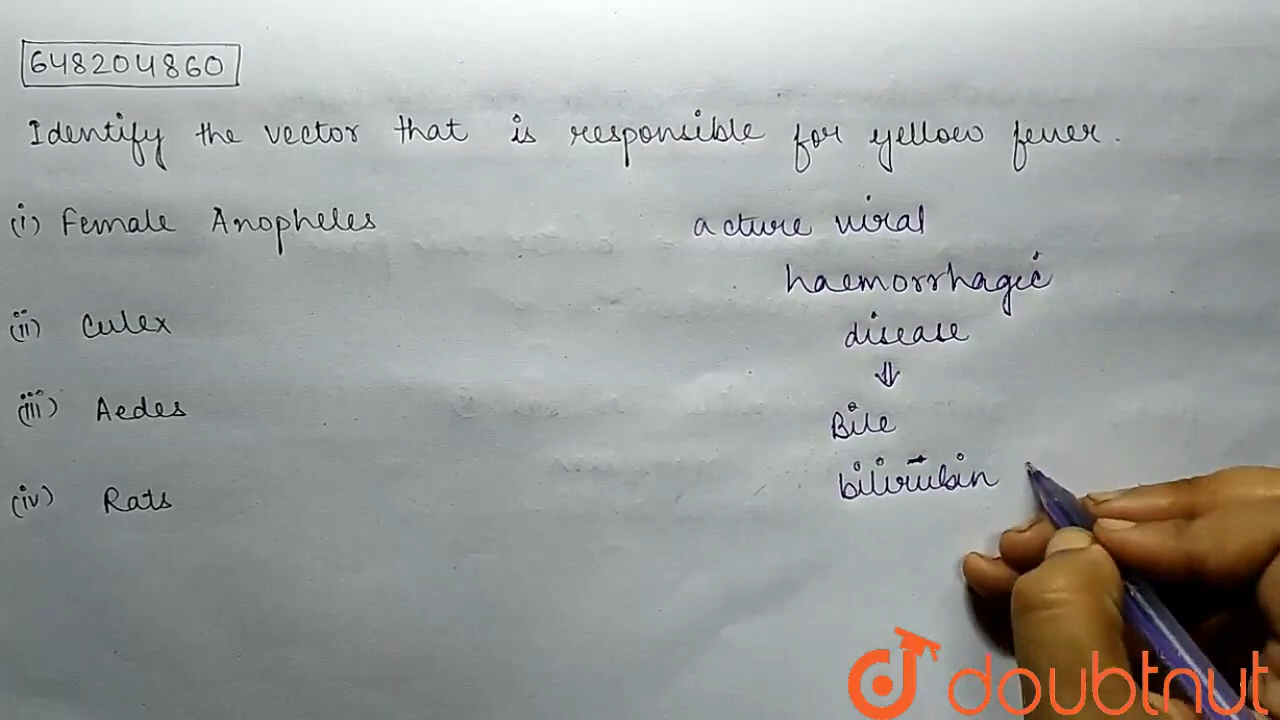 648204860
Identify the vector that is responsible for yellow fever.
(i) Female Anopheles
(ii) Culex
(iii) Aedes
(iv) Rats
acture viral
haemorrhagic
disease
⇓
Bile
bilirubin
doubtnut